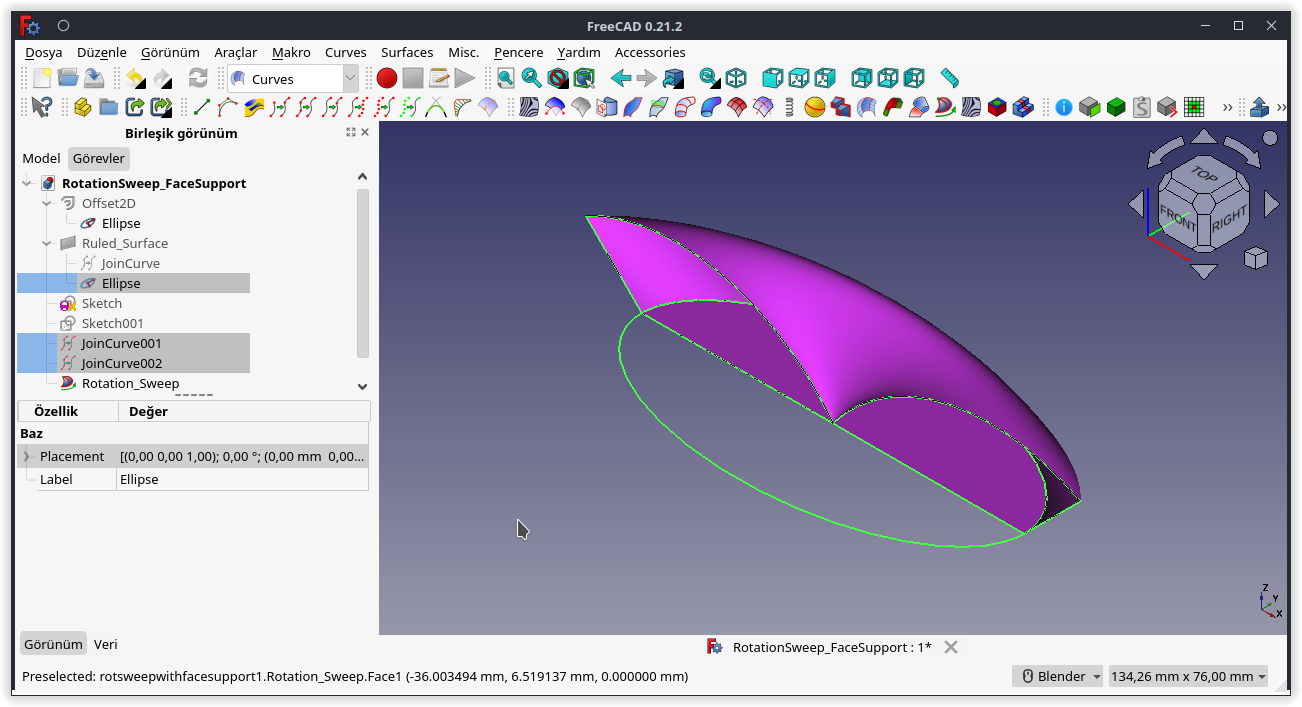 FreeCAD 0.21.2
Dosya Düzenle Görünüm Araçlar Makro Curves Surfaces Misc. Pencere Yardım Accessories
Curves
Birleşik görünüm
Model Görevler
RotationSweep_FaceSupport
Offset2D
Ellipse
Ruled_Surface
JoinCurve
Ellipse
Sketch
Sketch001
JoinCurve001
JoinCurve002
Rotation_Sweep
Özellik Değer
Baz
Placement [(0,00 0,00 1,00); 0,00 °; (0,00 mm 0,00...
Label Ellipse
TOP
FRONT RIGHT
Z
Y
X
Görünüm Veri
RotationSweep_FaceSupport : 1*
Preselected: rotsweepwithfacesupport1.Rotation_Sweep.Face1 (-36.003494 mm, 6.519137 mm, 0.000000 mm)
Blender 134,26 mm x 76,00 mm